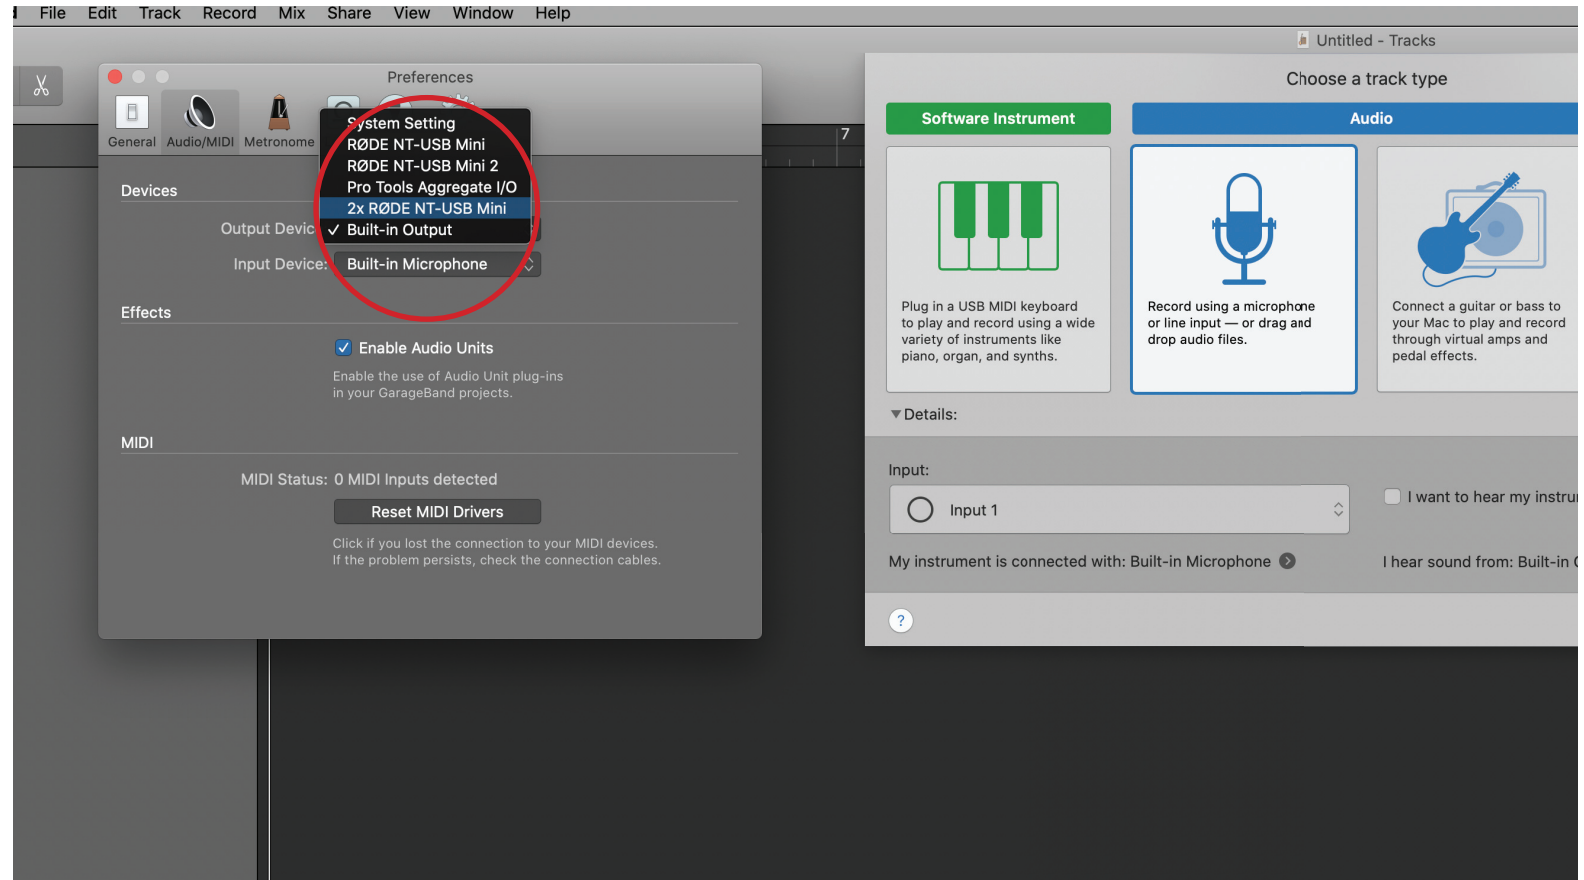 File Edit Track Record Mix Share View Window Help
Untitled - Tracks
Preferences
General Audio/MIDI Metronome
System Setting
RØDE NT-USB Mini
RØDE NT-USB Mini 2
Pro Tools Aggregate I/O
2x RØDE NT-USB Mini
✓ Built-in Output
Devices
Output Devic
Input Device: Built-in Microphone
Effects
Enable Audio Units
Enable the use of Audio Unit plug-ins
in your GarageBand projects.
MIDI
MIDI Status: 0 MIDI Inputs detected
Reset MIDI Drivers
Click if you lost the connection to your MIDI devices.
If the problem persists, check the connection cables.
7
Choose a track type
Software Instrument
Audio
Plug in a USB MIDI keyboard
to play and record using a wide
variety of instruments like
piano, organ, and synths.
Record using a microphone
or line input — or drag and
drop audio files.
Connect a guitar or bass to
your Mac to play and record
through virtual amps and
pedal effects.
Details:
Input:
Input 1
I want to hear my instru
My instrument is connected with: Built-in Microphone
I hear sound from: Built-in
?